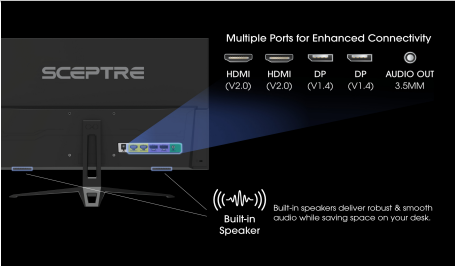 Multiple Ports for Enhanced Connectivity
SCEPTRE
HDMI HDMI DP DP AUDIO OUT
(V2.0) (V2.0) (V1.4) (V1.4) 3.5MM
Built-in
Speaker
Built-in speakers deliver robust & smooth
audio while saving space on your desk.